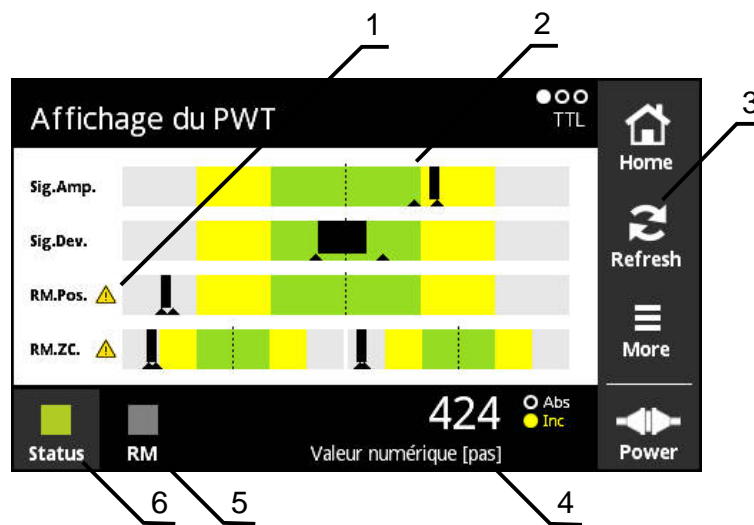 1
2
3
Affichage du PWT
TTL
Home
Sig.Amp.
Sig.Dev.
Refresh
RM.Pos.
RM.ZC.
More
424
Abs
Inc
Status
RM
Valeur numérique [pas]
Power
6
5
4